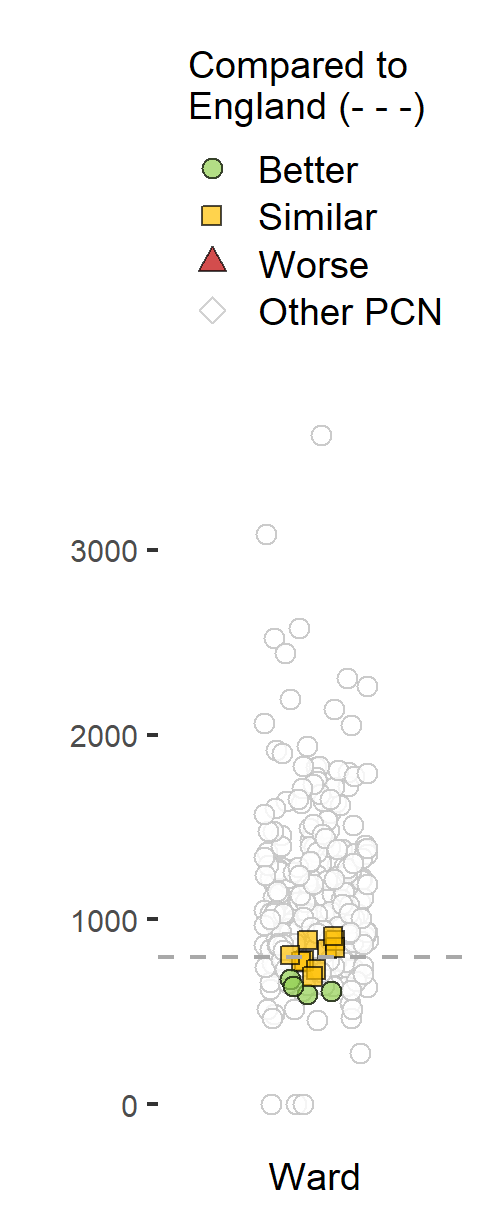 Compared to
England (- - -)
Better
Similar
Worse
Other PCN
3000
2000
1000
0
Ward